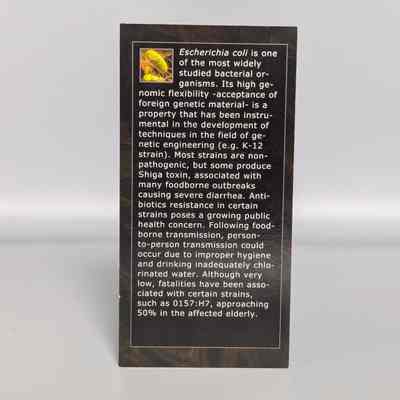 Escherichia coli is one
of the most widely
studied bacterial or-
ganisms. Its high ge-
nomic flexibility -acceptance of
foreign genetic material- is a
property that has been instru-
mental in the development of
techniques in the field of ge-
netic engineering (e.g. K-12
strain). Most strains are non-
pathogenic, but some produce
Shiga toxin, associated with
many foodborne outbreaks
causing severe diarrhea. Anti-
biotics resistance in certain
strains poses a growing public
health concern. Following food-
borne transmission, person-
to-person transmission could
occur due to improper hygiene
and drinking inadequately chlo-
rinated water. Although very
low, fatalities have been asso-
ciated with certain strains,
such as 0157:H7, approaching
50% in the affected elderly.